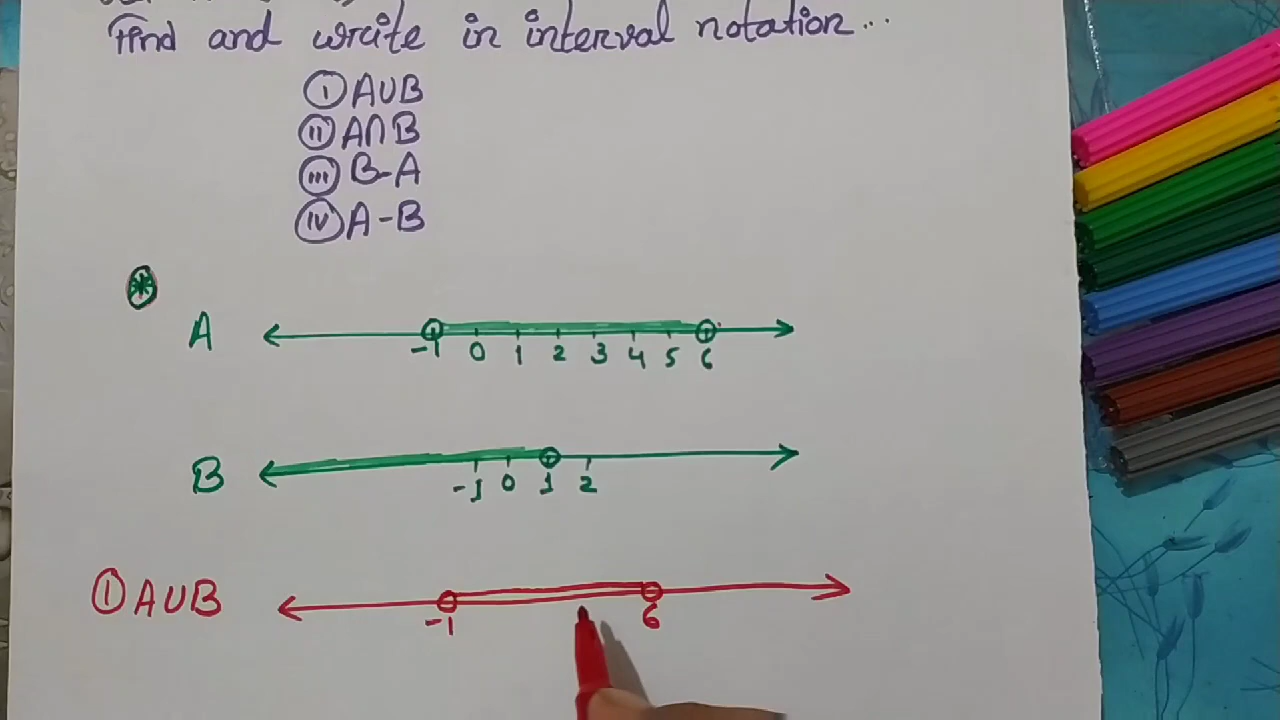 Find and write in interval notation...
I A∪B
II A∩B
III B-A
IV A-B
*
A
-1 0 1 2 3 4 5 6
B
-1 0 1 2
1 A∪B
-1 6